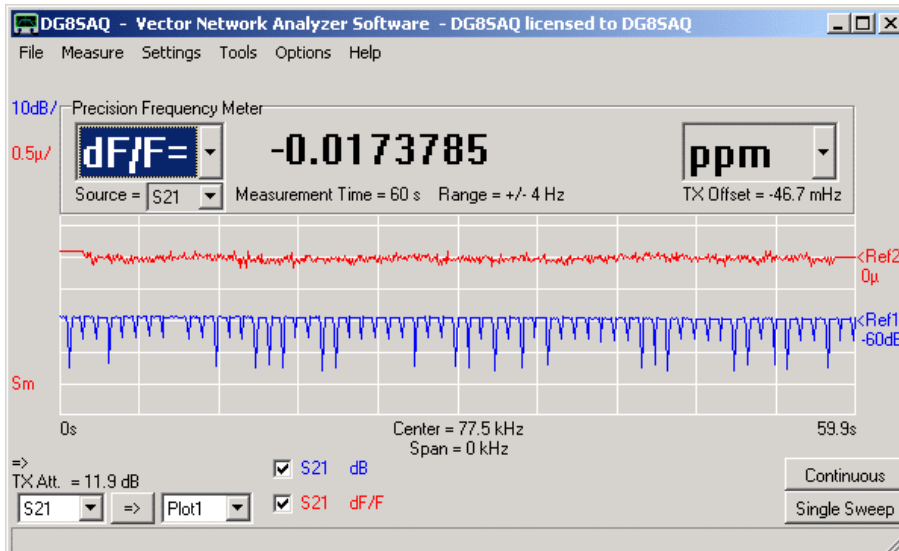 DG8SAQ - Vector Network Analyzer Software - DG8SAQ licensed to DG8SAQ
File Measure Settings Tools Options Help
10dB/ Precision Frequency Meter
0.5µ/ dF/F= -0.0173785 ppm
Source = S21 Measurement Time = 60 s Range = +/- 4 Hz TX Offset = -46.7 mHz
<Ref2
0µ
<Ref1
-60dB
Sm
0s Center = 77.5 kHz 59.9s
Span = 0 kHz
=>
TX Att. = 11.9 dB
S21 dB
Continuous
S21 => Plot1 S21 dF/F Single Sweep